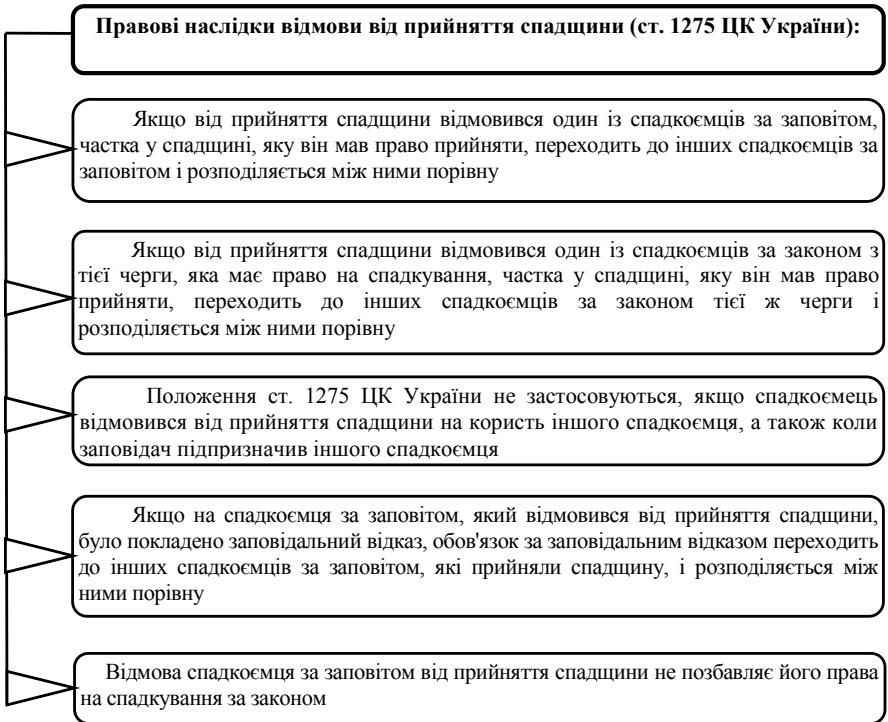 Правові наслідки відмови від прийняття спадщини (ст. 1275 ЦК України):
Якщо від прийняття спадщини відмовився один із спадкоємців за заповітом,
частка у спадщині, яку він мав право прийняти, переходить до інших спадкоємців за
заповітом і розподіляється між ними порівну
Якщо від прийняття спадщини відмовився один із спадкоємців за законом з
тієї черги, яка має право на спадкування, частка у спадщині, яку він мав право
прийняти, переходить до інших спадкоємців за законом тієї ж черги і
розподіляється між ними порівну
Положення ст. 1275 ЦК України не застосовуються, якщо спадкоємець
відмовився від прийняття спадщини на користь іншого спадкоємця, а також коли
заповідач підпризначив іншого спадкоємця
Якщо на спадкоємця за заповітом, який відмовився від прийняття спадщини,
було покладено заповідальний відказ, обов'язок за заповідальним відказом переходить
до інших спадкоємців за заповітом, які прийняли спадщину, і розподіляється між
ними порівну
Відмова спадкоємця за заповітом від прийняття спадщини не позбавляє його права
на спадкування за законом